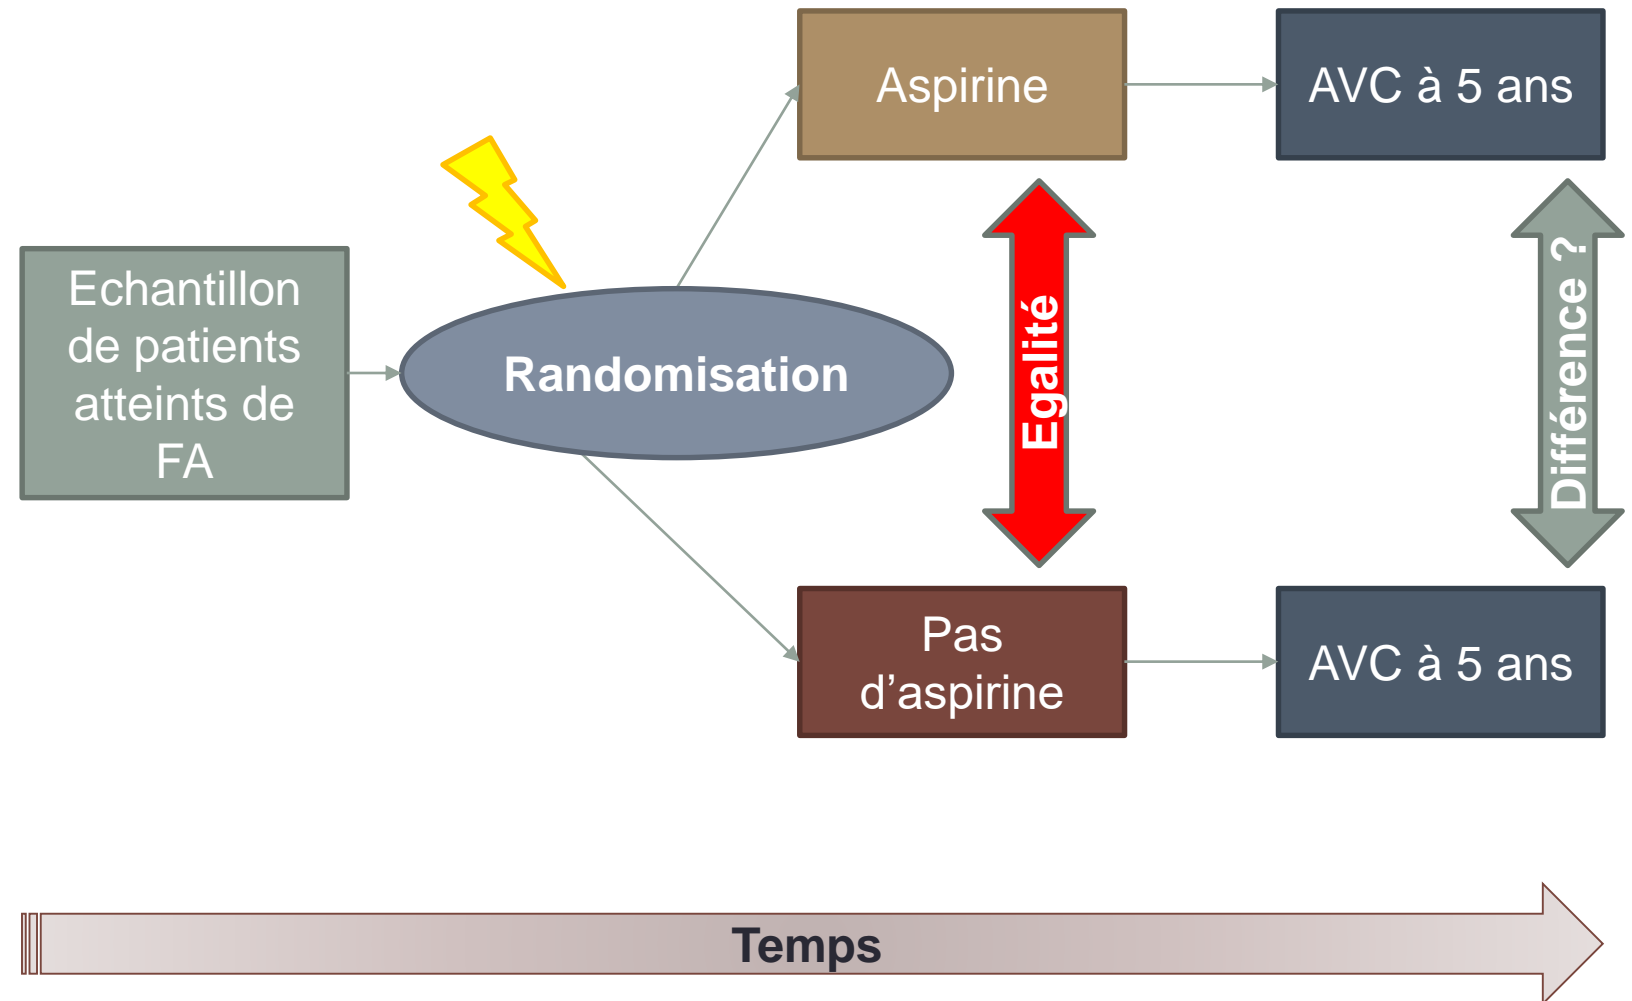 Echantillon
de patients
atteints de
FA
Randomisation
Aspirine
AVC à 5 ans
Egalité
Différence ?
Pas
d’aspirine
AVC à 5 ans
Temps